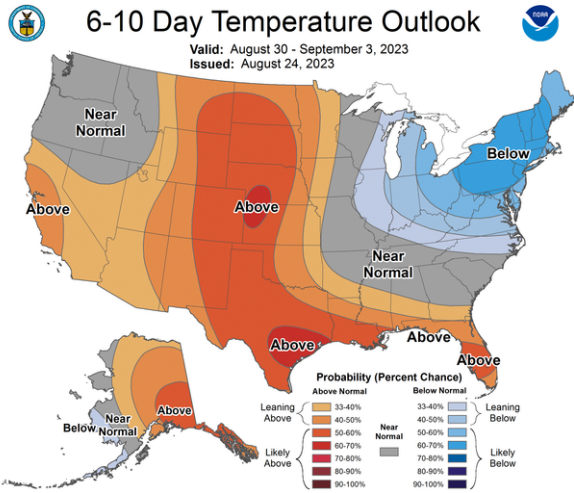 6-10 Day Temperature Outlook
Valid: August 30 - September 3, 2023
Issued: August 24, 2023
NOAA
Near
Normal
Below
Above
Above
Near
Normal
Above
Above
Above
Above
Below
Near
Normal
Probability (Percent Chance)
Above Normal
Below Normal
Leaning
Above
33-40%
40-50%
Likely
Above
50-60%
60-70%
70-80%
80-90%
90-100%
Near
Normal
33-40%
40-50%
Leaning
Below
50-60%
60-70%
70-80%
80-90%
90-100%
Likely
Below